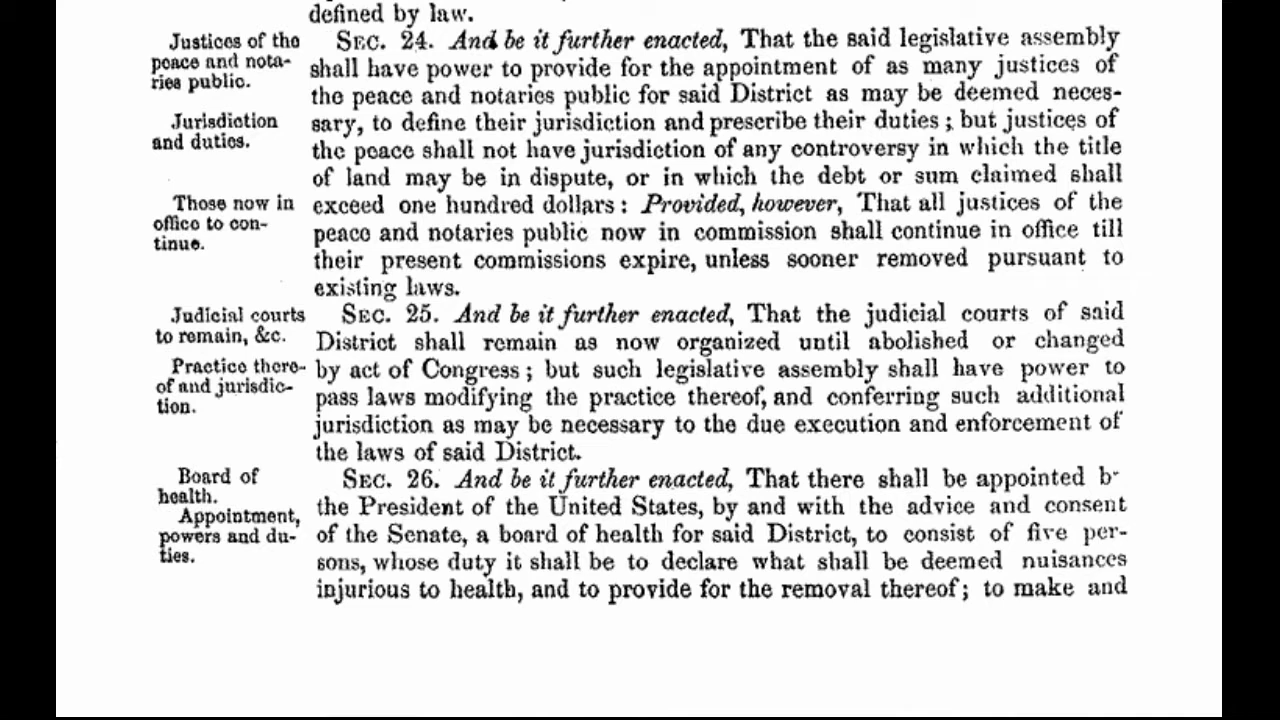 defined by law.
Justices of the
peace and nota-
ries public.
SEC. 24. And be it further enacted, That the said legislative assembly
shall have power to provide for the appointment of as many justices of
the peace and notaries public for said District as may be deemed neces-
Jurisdiction
and duties.
sary, to define their jurisdiction and prescribe their duties; but justices of
the peace shall not have jurisdiction of any controversy in which the title
of land may be in dispute, or in which the debt or sum claimed shall
Those now in
office to con-
tinue.
exceed one hundred dollars: Provided, however, That all justices of the
peace and notaries public now in commission shall continue in office till
their present commissions expire, unless sooner removed pursuant to
existing laws.
Judicial courts
to remain, &c.
SEC. 25. And be it further enacted, That the judicial courts of said
District shall remain as now organized until abolished or changed
Practice there-
of and jurisdic-
tion.
by act of Congress; but such legislative assembly shall have power to
pass laws modifying the practice thereof, and conferring such additional
jurisdiction as may be necessary to the due execution and enforcement of
the laws of said District.
Board of
health.
Appointment,
powers and du-
ties.
SEC. 26. And be it further enacted, That there shall be appointed b
the President of the United States, by and with the advice and consent
of the Senate, a board of health for said District, to consist of five per-
sons, whose duty it shall be to declare what shall be deemed nuisances
injurious to health, and to provide for the removal thereof; to make and